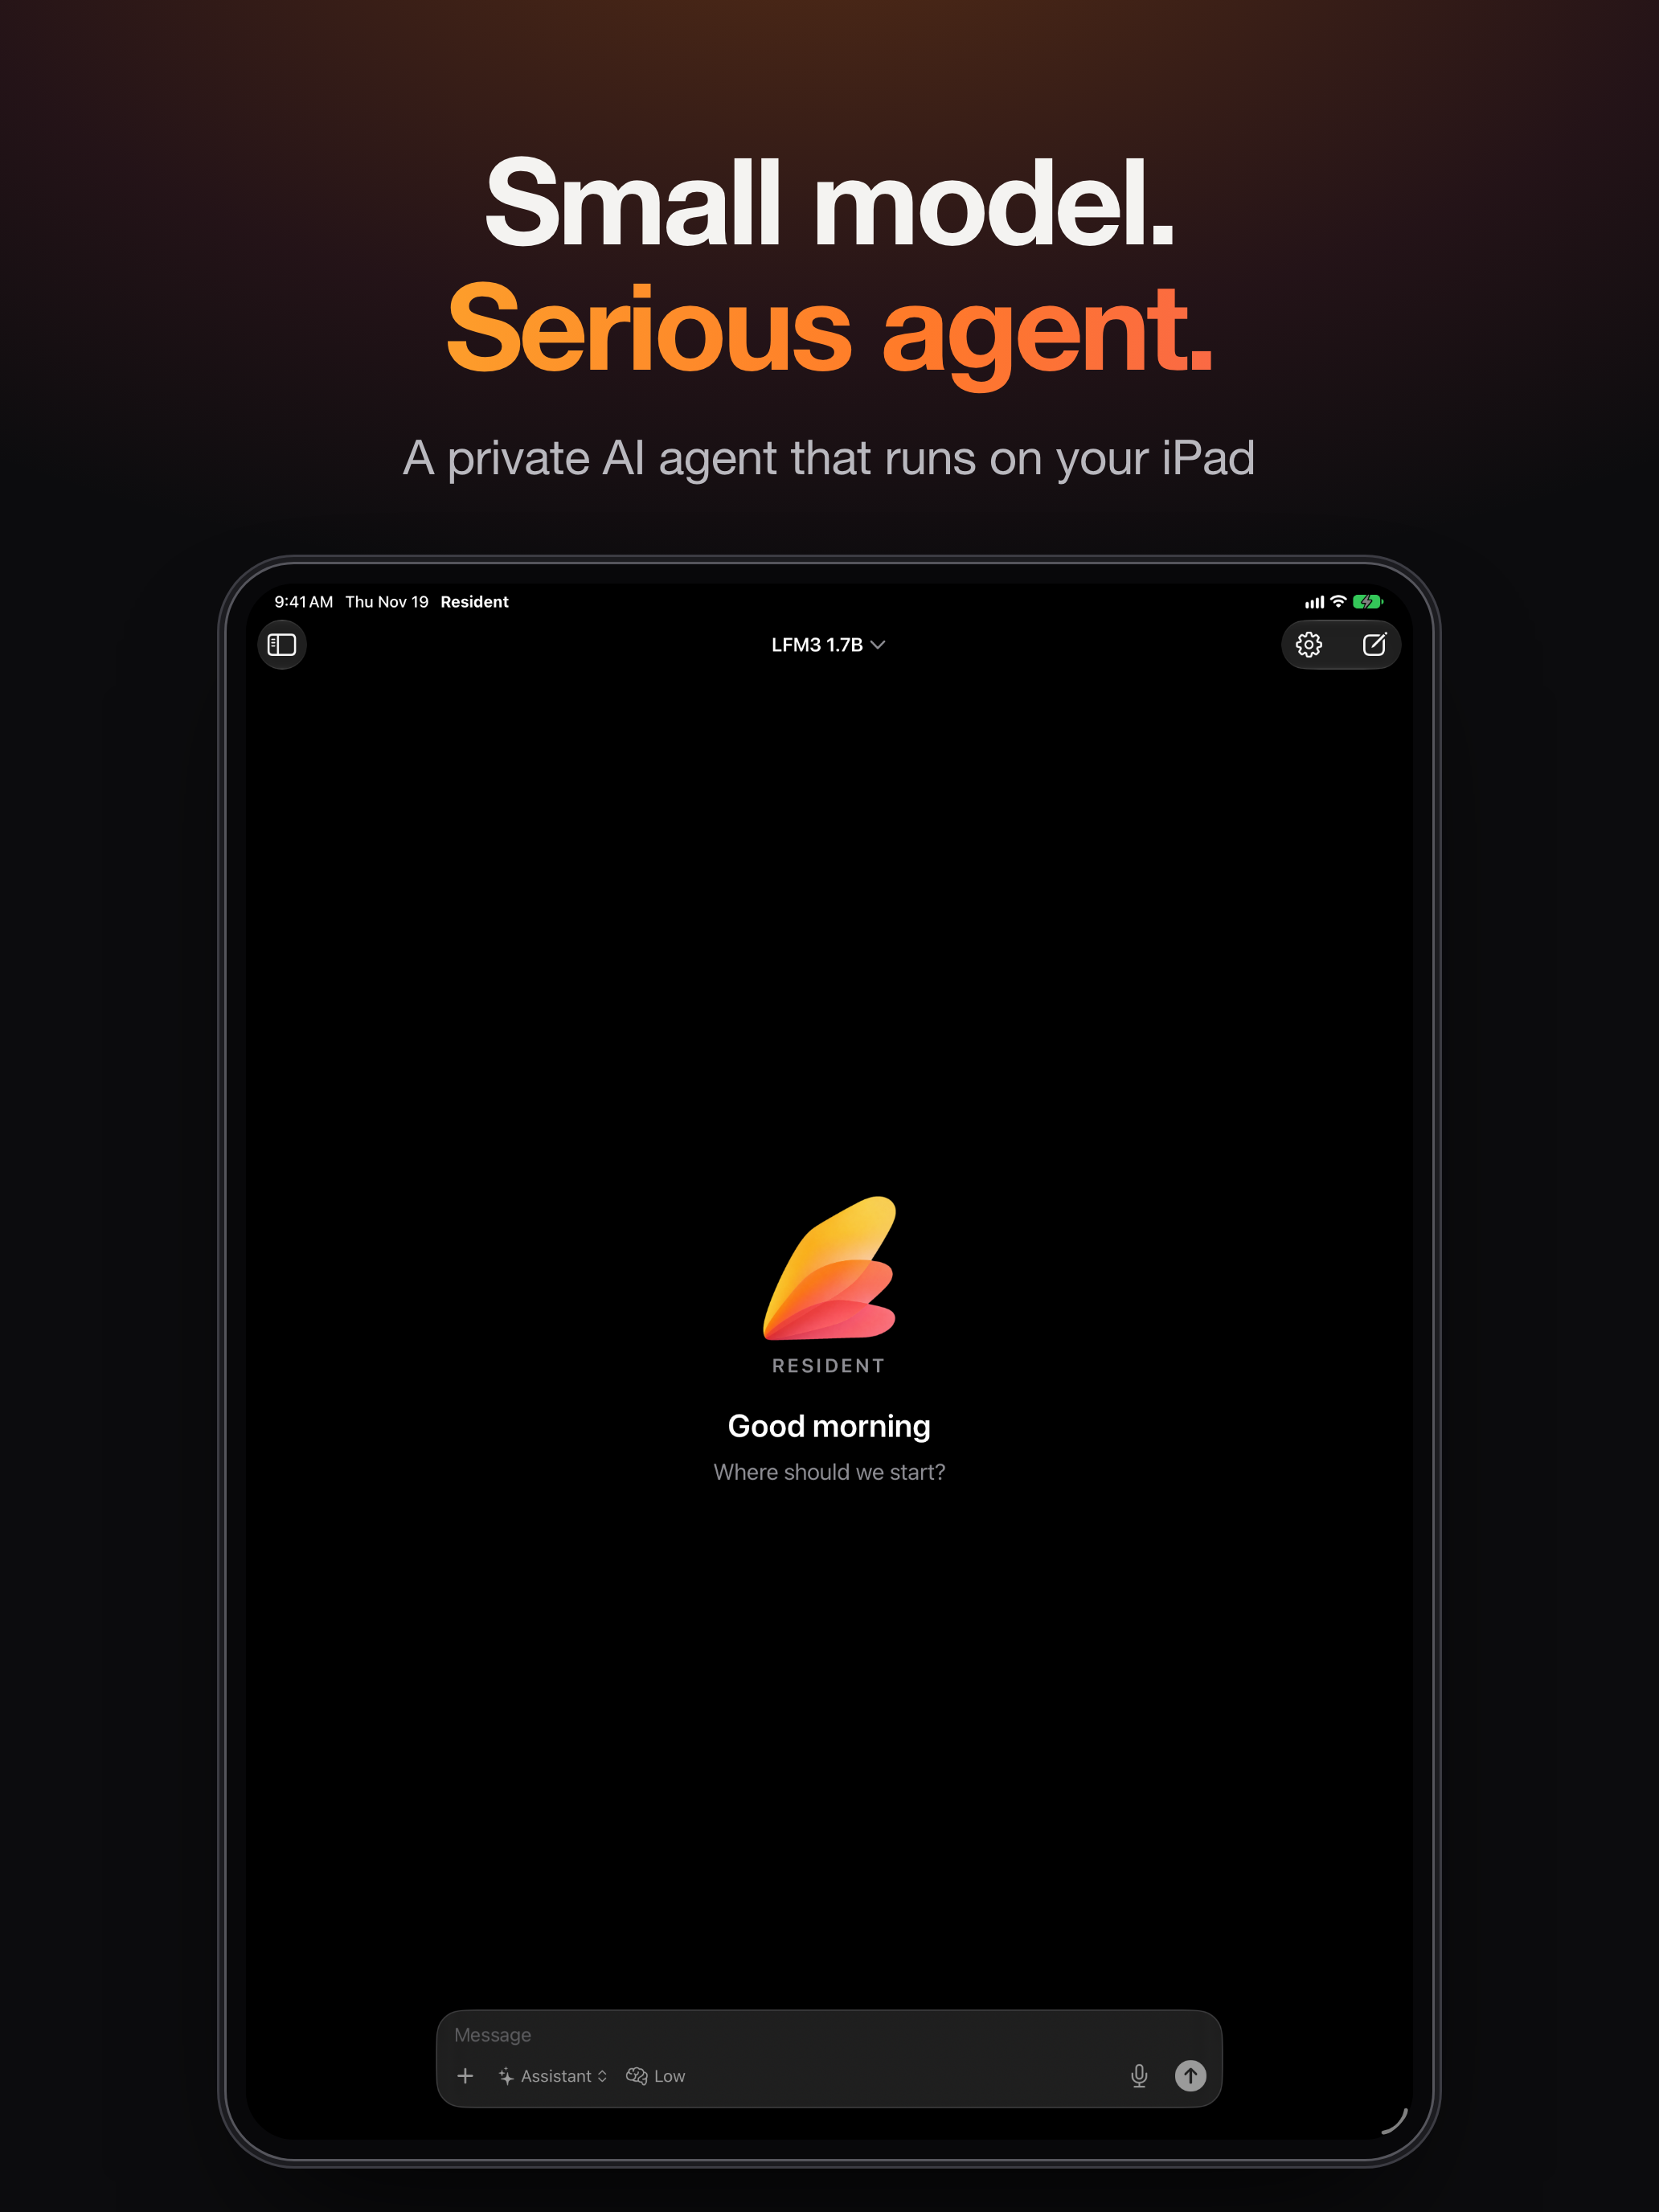 Small model.
Serious agent.
A private AI agent that runs on your iPad
9:41 AM Thu Nov 19 Resident
LFM3 1.7B
RESIDENT
Good morning
Where should we start?
Message
Assistant Low